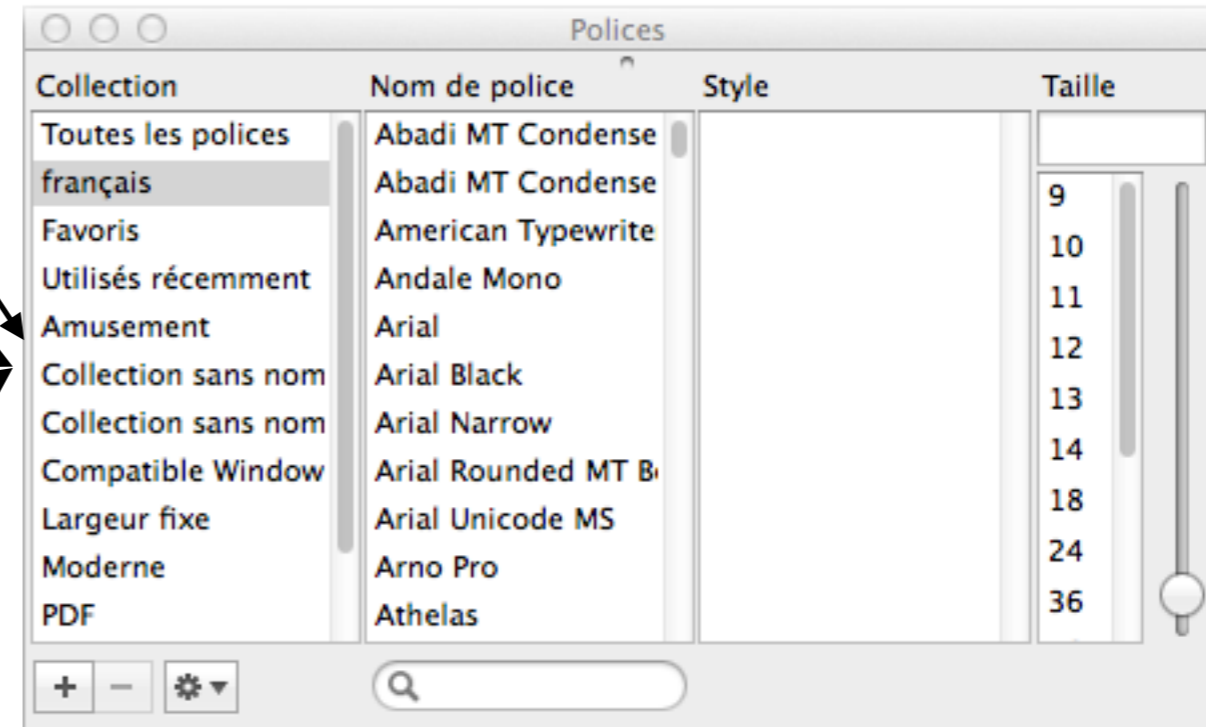 Polices
Collection
Toutes les polices
français
Favoris
Utilisés récemment
Amusement
Collection sans nom
Collection sans nom
Compatible Window
Largeur fixe
Moderne
PDF
Nom de police
Abadi MT Condense
Abadi MT Condense
American Typewrite
Andale Mono
Arial
Arial Black
Arial Narrow
Arial Rounded MT B
Arial Unicode MS
Arno Pro
Athelas
Style
Taille
9
10
11
12
13
14
18
24
36